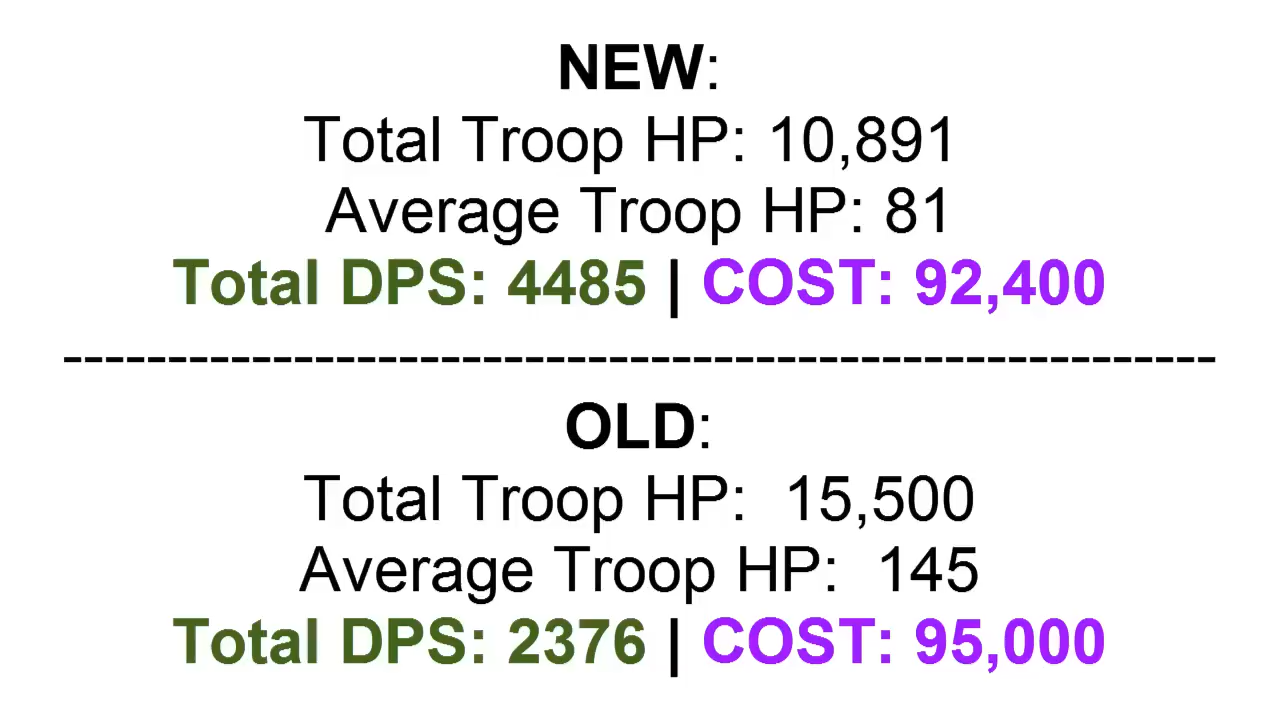 NEW:
Total Troop HP: 10,891
Average Troop HP: 81
Total DPS: 4485 | COST: 92,400
-------------------------------------------------------
OLD:
Total Troop HP:  15,500
Average Troop HP:  145
Total DPS: 2376 | COST: 95,000